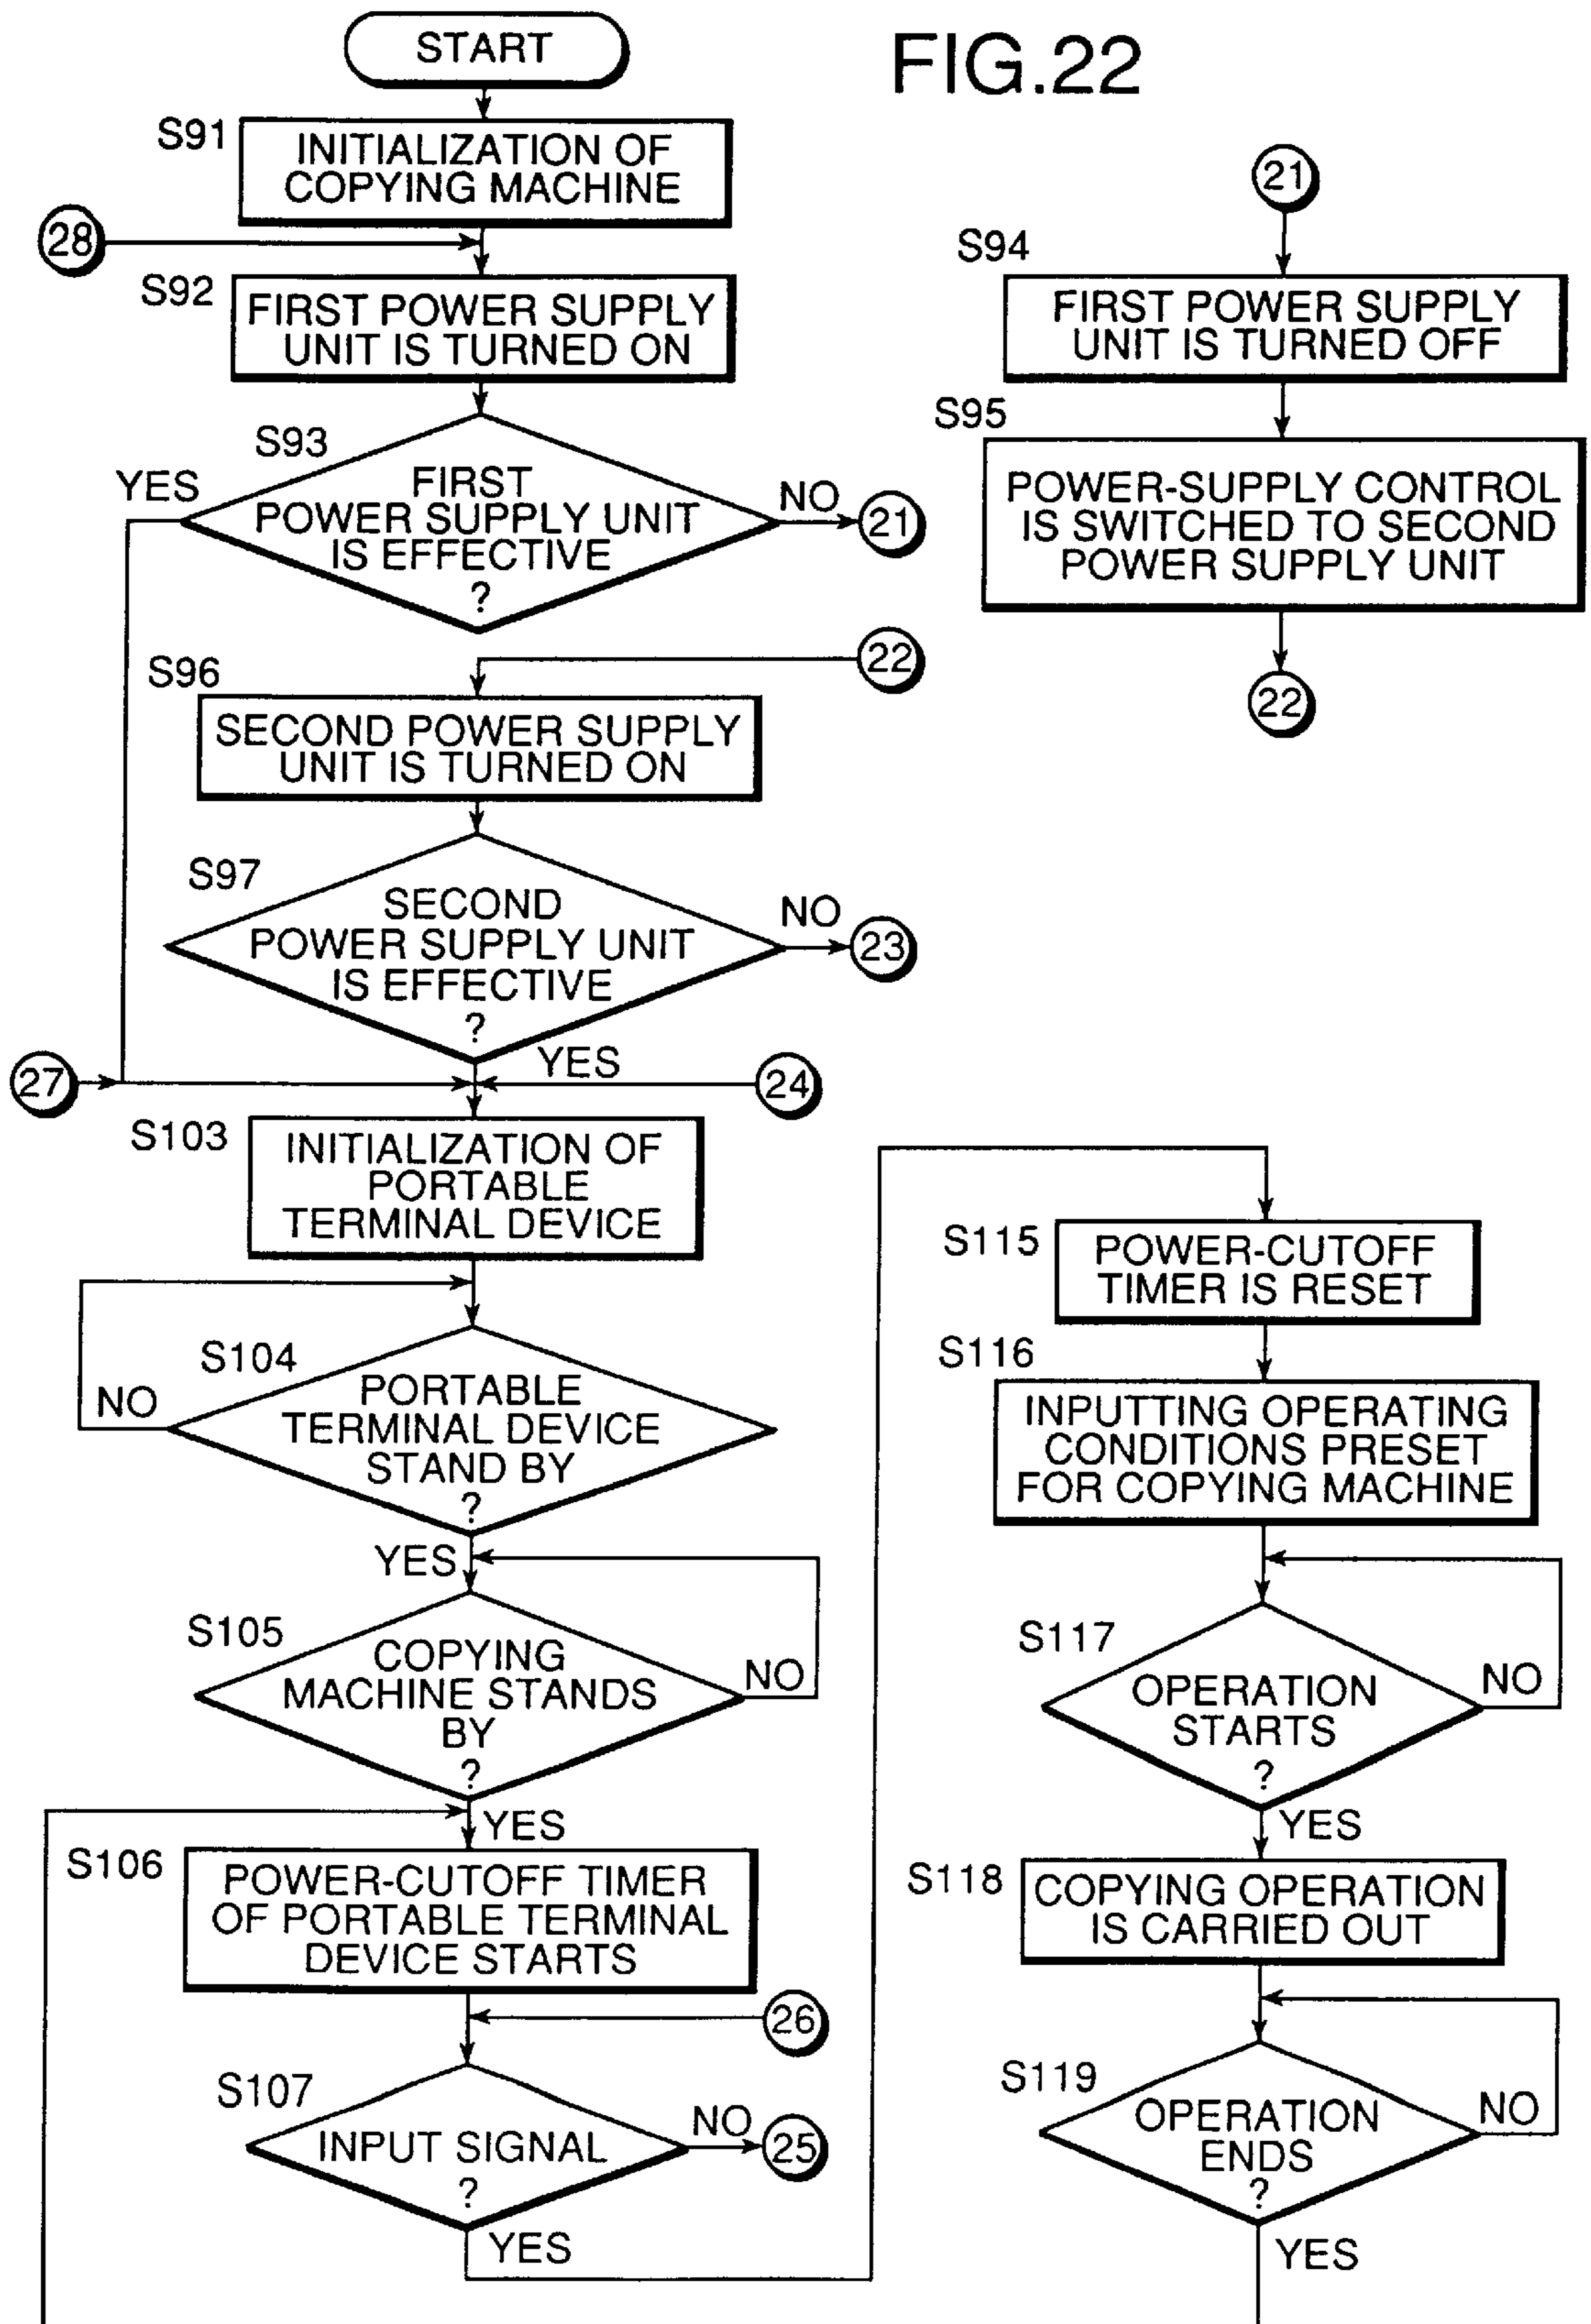 FIG.22
START
S91
INITIALIZATION OF
COPYING MACHINE
28
S92
FIRST POWER SUPPLY
UNIT IS TURNED ON
S93
YES
FIRST
POWER SUPPLY UNIT
IS EFFECTIVE
?
NO
21
22
S96
SECOND POWER SUPPLY
UNIT IS TURNED ON
S97
SECOND
POWER SUPPLY UNIT
IS EFFECTIVE
?
NO
23
YES
27
24
S103
INITIALIZATION OF
PORTABLE
TERMINAL DEVICE
S104
NO
PORTABLE
TERMINAL DEVICE
STAND BY
?
YES
S105
COPYING
MACHINE STANDS
BY
?
NO
YES
S106
POWER-CUTOFF TIMER
OF PORTABLE TERMINAL
DEVICE STARTS
26
S107
INPUT SIGNAL
?
NO
25
YES
21
S94
FIRST POWER SUPPLY
UNIT IS TURNED OFF
S95
POWER-SUPPLY CONTROL
IS SWITCHED TO SECOND
POWER SUPPLY UNIT
22
S115
POWER-CUTOFF
TIMER IS RESET
S116
INPUTTING OPERATING
CONDITIONS PRESET
FOR COPYING MACHINE
S117
OPERATION
STARTS
?
NO
YES
S118
COPYING OPERATION
IS CARRIED OUT
S119
OPERATION
ENDS
?
NO
YES